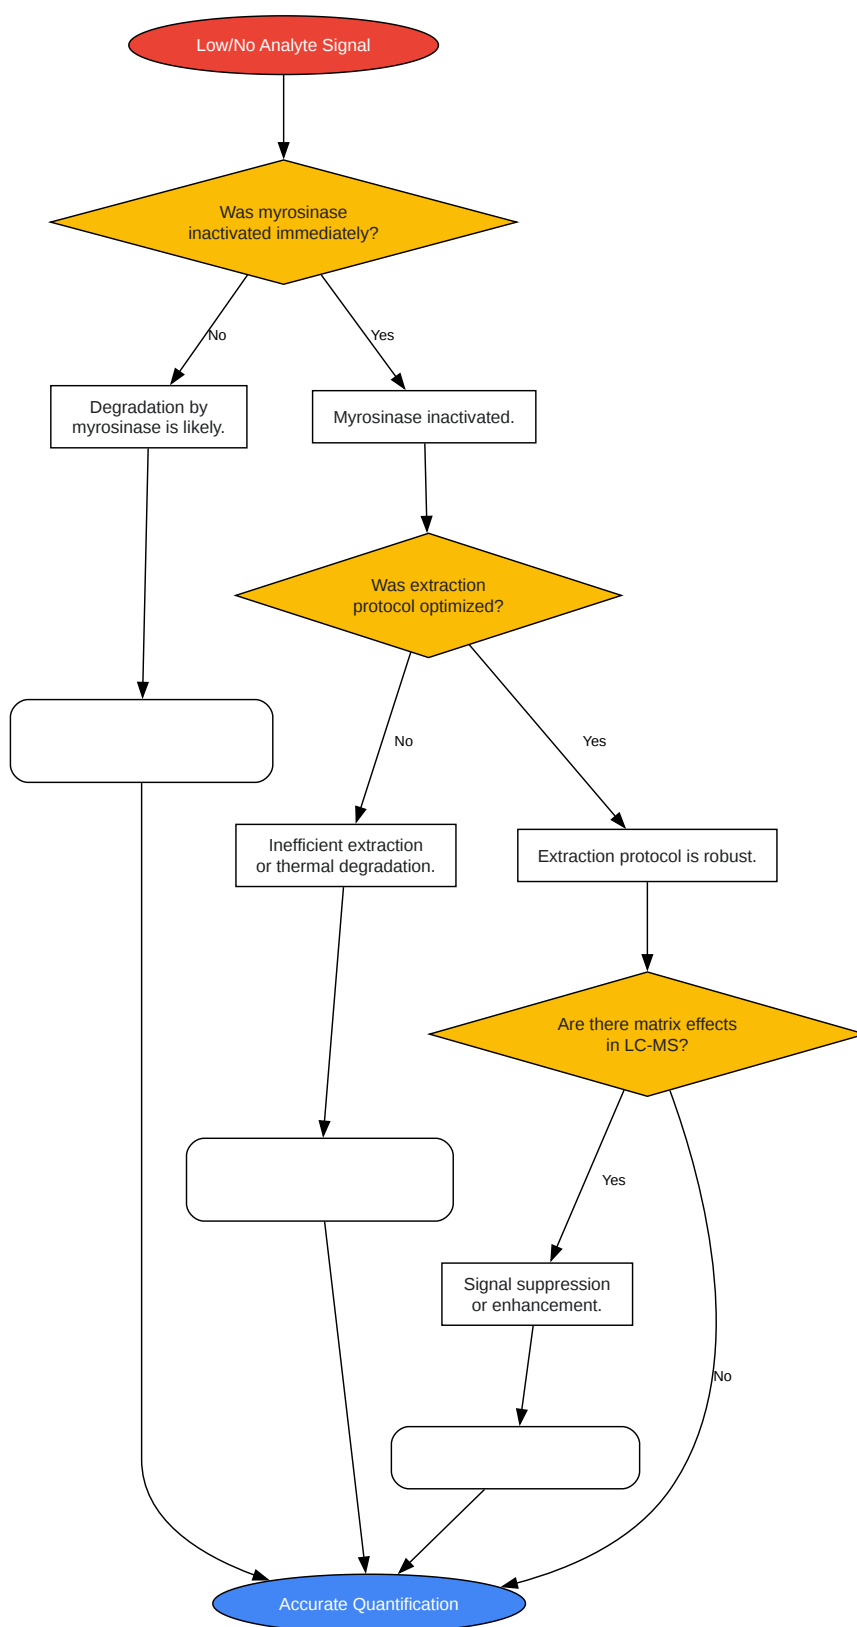 Low/No Analyte Signal
Was myrosinase
inactivated immediately?
No
Yes
Degradation by
myrosinase is likely.
Myrosinase inactivated.
Was extraction
protocol optimized?
No
Yes
Inefficient extraction
or thermal degradation.
Extraction protocol is robust.
Are there matrix effects
in LC-MS?
Yes
Signal suppression
or enhancement.
No
Accurate Quantification